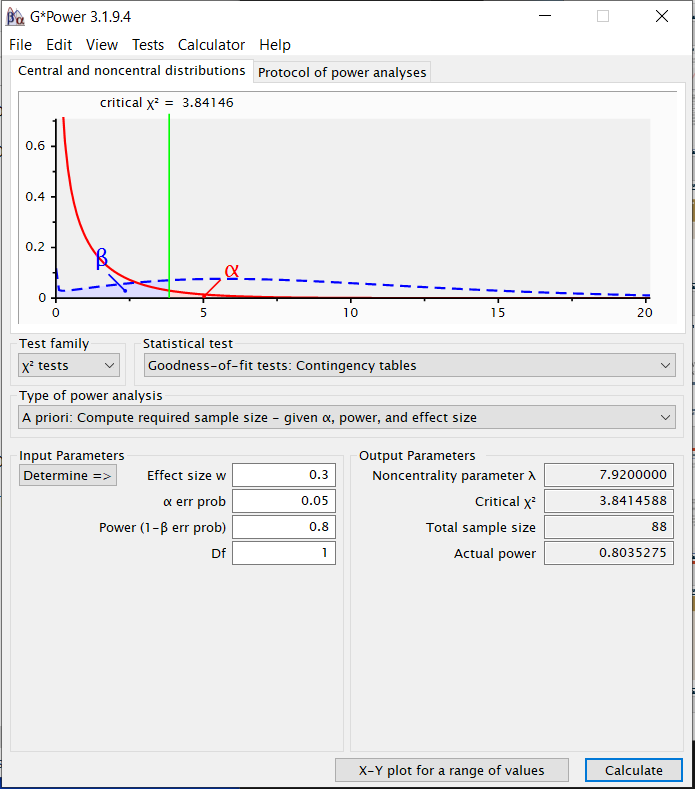 G*Power 3.1.9.4
File Edit View Tests Calculator Help
Central and noncentral distributions Protocol of power analyses
critical χ² = 3.84146
0.6
0.4
0.2
0
β
α
0 5 10 15 20
Test family Statistical test
χ² tests Goodness-of-fit tests: Contingency tables
Type of power analysis
A priori: Compute required sample size - given α, power, and effect size
Input Parameters Output Parameters
Determine => Effect size w 0.3 Noncentrality parameter λ 7.9200000
α err prob 0.05 Critical χ² 3.8414588
Power (1-β err prob) 0.8 Total sample size 88
Df 1 Actual power 0.8035275
X-Y plot for a range of values Calculate